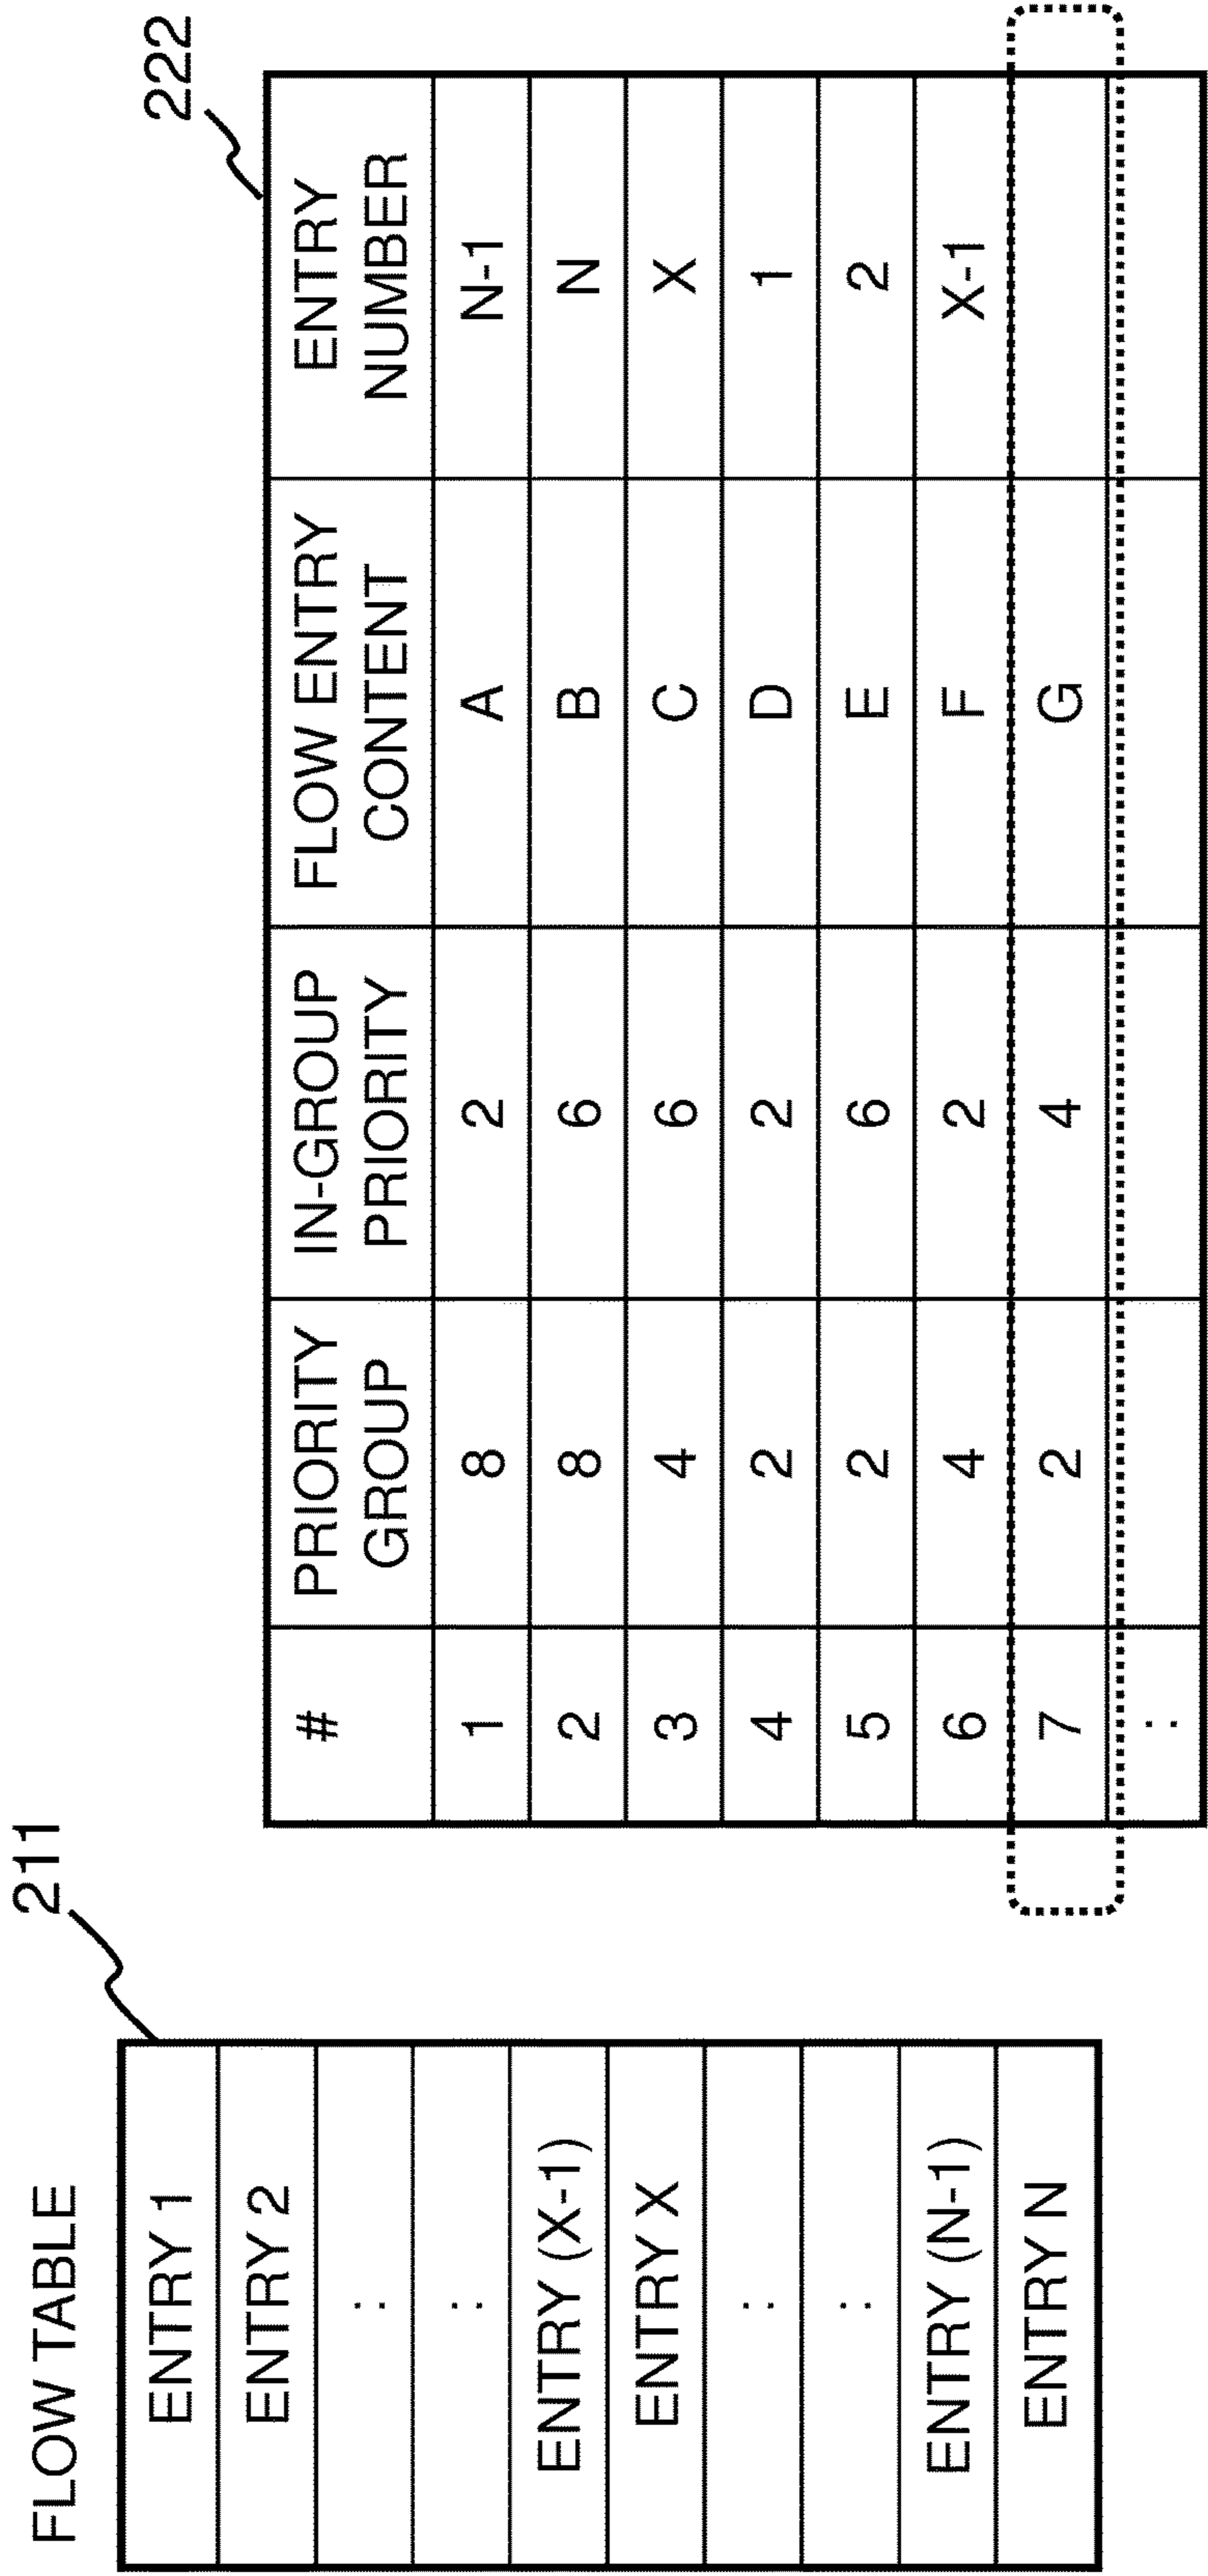 FLOW TABLE
211
ENTRY 1
ENTRY 2
:
:
ENTRY (X-1)
ENTRY X
:
:
ENTRY (N-1)
ENTRY N
222
# PRIORITY GROUP IN-GROUP PRIORITY FLOW ENTRY CONTENT ENTRY NUMBER
1 8 2 A N-1
2 8 6 B N
3 4 6 C X
4 2 2 D 1
5 2 6 E 2
6 4 2 F X-1
7 2 4 G
: